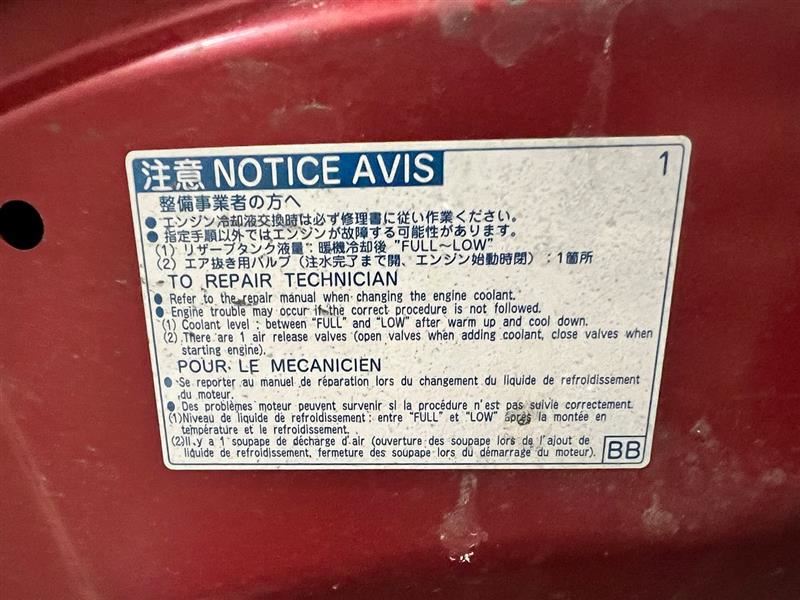 注意 NOTICE AVIS 1
整備事業者の方へ
● エンジン冷却液交換時は必ず修理書に従い作業ください。
● 指定手順以外ではエンジンが故障する可能性があります。
(1) リザーブタンク液量：暖機冷却後 “FULL～LOW”
(2) エア抜き用バルブ（注水完了まで開、エンジン始動時閉）：1箇所
TO REPAIR TECHNICIAN
● Refer to the repair manual when changing the engine coolant.
● Engine trouble may occur if the correct procedure is not followed.
(1) Coolant level : between “FULL” and “LOW” after warm up and cool down.
(2) There are 1 air release valves (open valves when adding coolant, close valves when
starting engine).
POUR LE MECANICIEN
● Se reporter au manuel de réparation lors du changement du liquide de refroidissement
du moteur.
● Des problèmes moteur peuvent survenir si la procédure n'est pas suivie correctement.
(1)Niveau de liquide de refroidissement: entre “FULL” et “LOW” après la montée en
température et le refroidissement.
(2)Il y a 1 soupape de décharge d'air (ouverture des soupape lors de l'ajout de
liquide de refroidissement, fermeture des soupape lors du démarrage du moteur).
BB